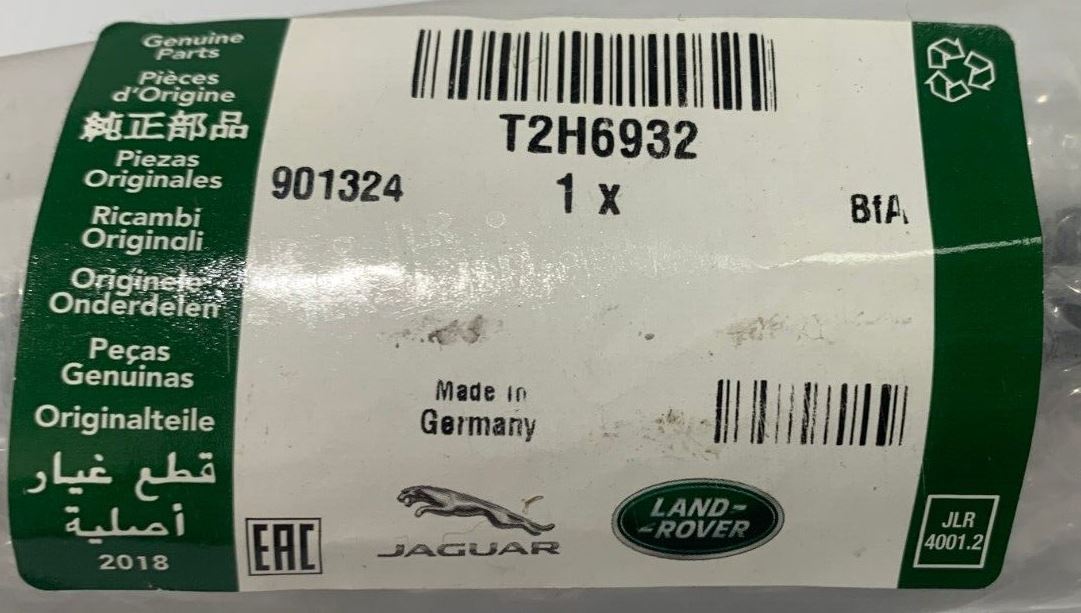 Genuine
Parts
Pièces
d'Origine
純正部品
Piezas
Originales
Ricambi
Originali
Originele
Onderdelen
Peças
Genuinas
Originalteile
قطع غيار
أصلية
2018
T2H6932
901324
1 x
BfA
Made in
Germany
EAC
JAGUAR
LAND-
-ROVER
JLR
4001.2